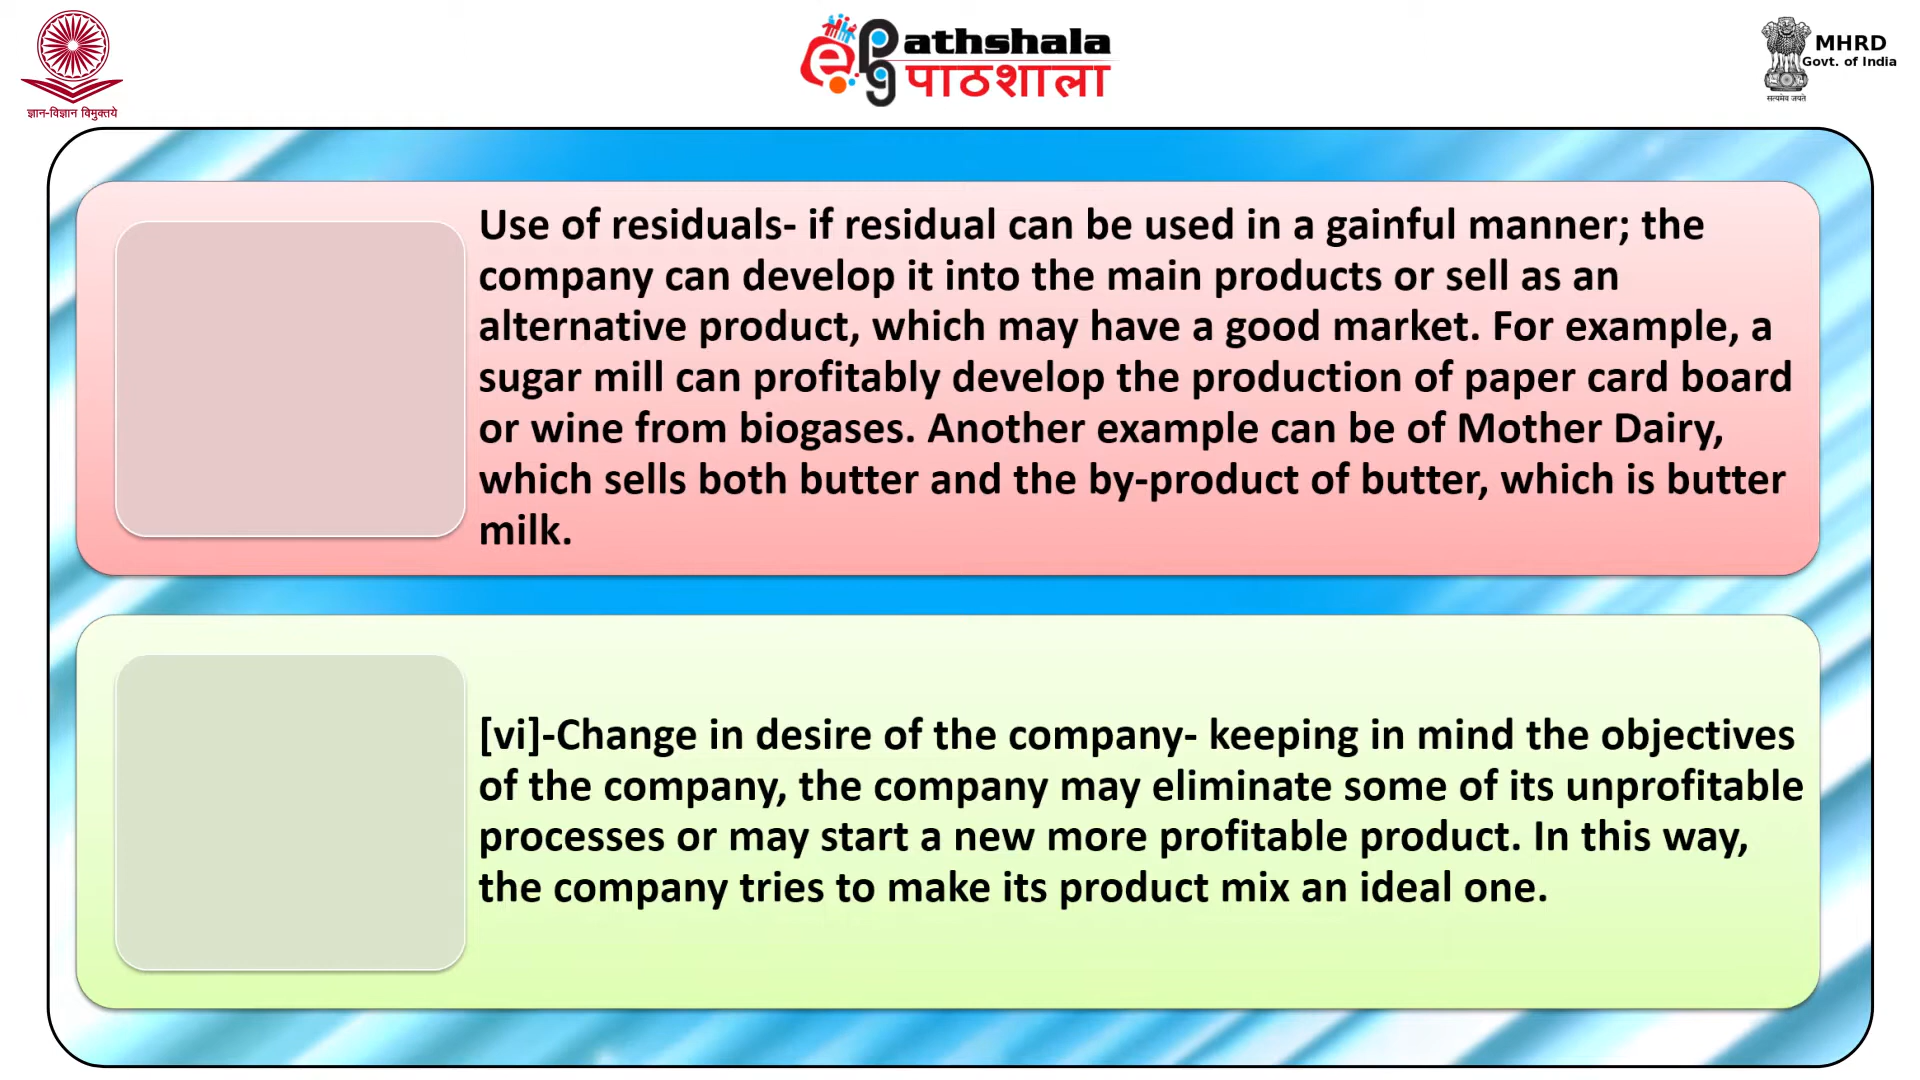 ज्ञान-विज्ञान विमुक्तये
ePG athshala
पाठशाला
MHRD
Govt. of India
सत्यमेव जयते
Use of residuals- if residual can be used in a gainful manner; the
company can develop it into the main products or sell as an
alternative product, which may have a good market. For example, a
sugar mill can profitably develop the production of paper card board
or wine from biogases. Another example can be of Mother Dairy,
which sells both butter and the by-product of butter, which is butter
milk.
[vi]-Change in desire of the company- keeping in mind the objectives
of the company, the company may eliminate some of its unprofitable
processes or may start a new more profitable product. In this way,
the company tries to make its product mix an ideal one.